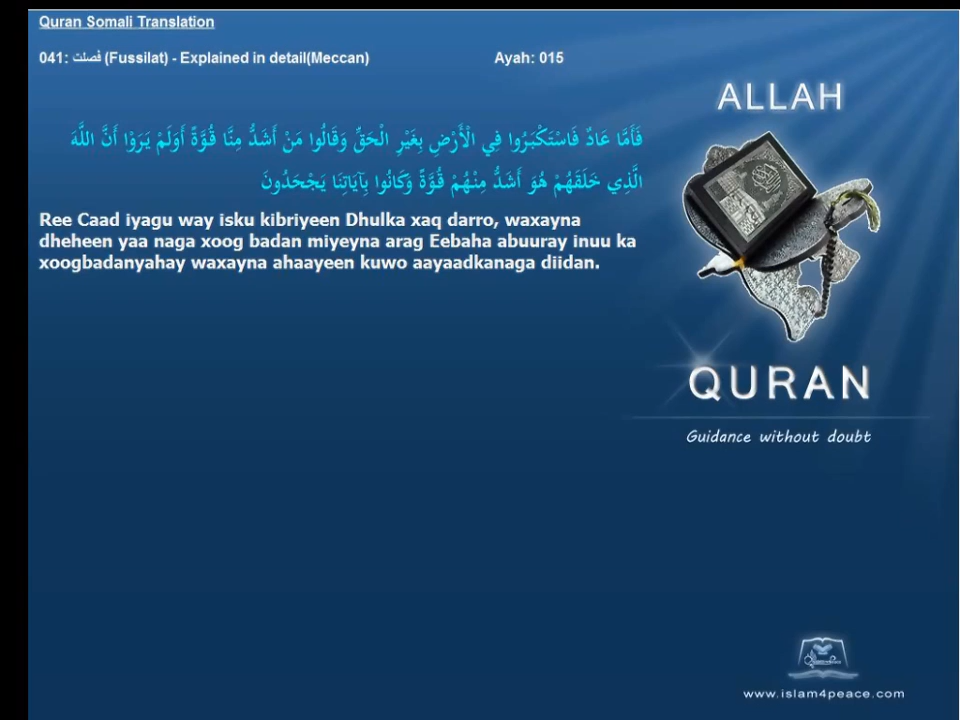 Quran Somali Translation
041: فصلت (Fussilat) - Explained in detail(Meccan) Ayah: 015
فَأَمَّا عَادٌ فَاسْتَكْبَرُوا فِي الْأَرْضِ بِغَيْرِ الْحَقِّ وَقَالُوا مَنْ أَشَدُّ مِنَّا قُوَّةً أَوَلَمْ يَرَوْا أَنَّ اللَّهَ
الَّذِي خَلَقَهُمْ هُوَ أَشَدُّ مِنْهُمْ قُوَّةً وَكَانُوا بِآيَاتِنَا يَجْحَدُونَ
Ree Caad iyagu way isku kibriyeen Dhulka xaq darro, waxayna
dheheen yaa naga xoog badan miyeyna arag Eebaha abuuray inuu ka
xoogbadanyahay waxayna ahaayeen kuwo aayaadkanaga diidan.
ALLAH
QURAN
Guidance without doubt
www.islam4peace.com